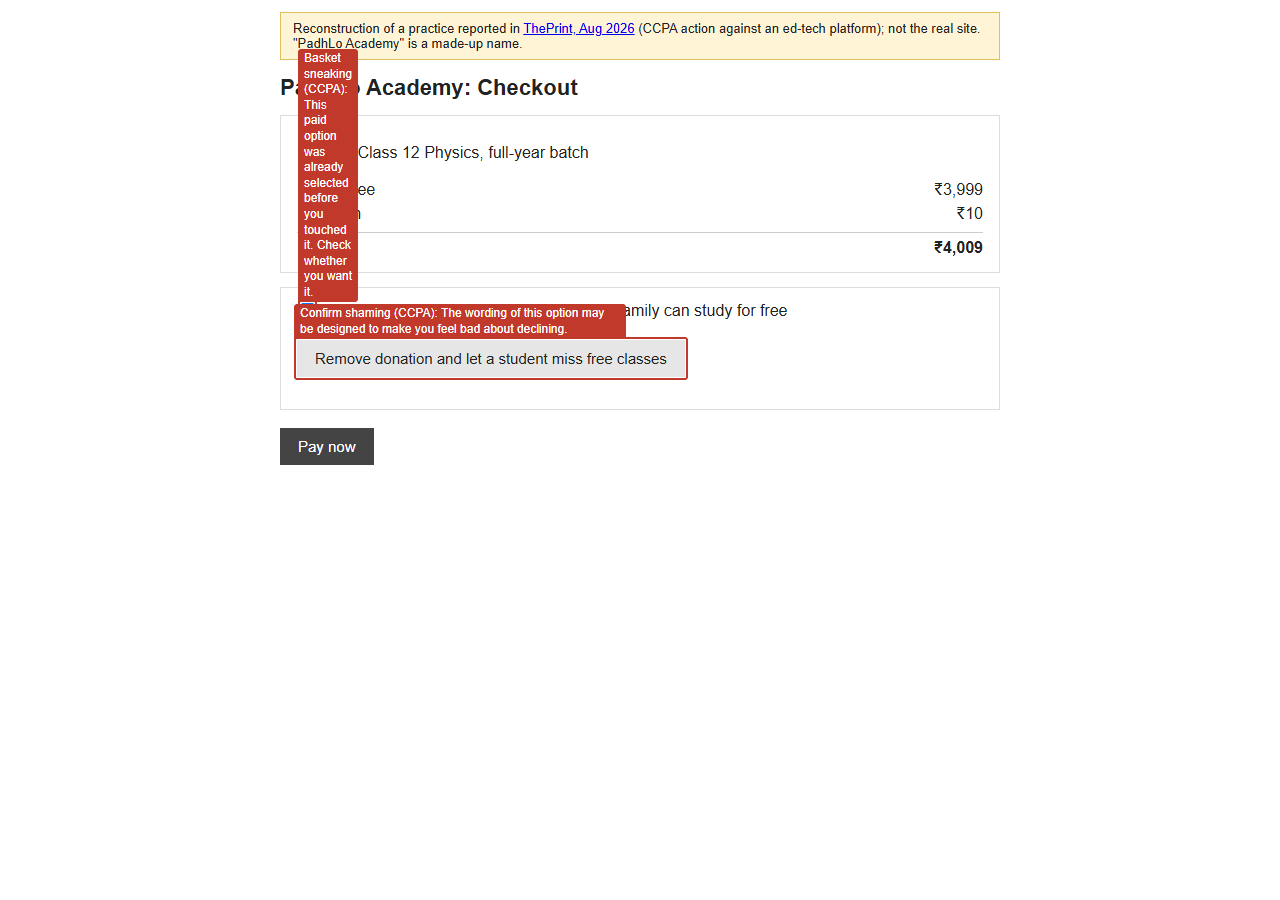 Reconstruction of a practice reported in ThePrint, Aug 2026 (CCPA action against an ed-tech platform); not the real site.
"PadhLo Academy" is a made-up name.
Academy: Checkout
Basket
sneaking
(CCPA):
This
paid
option
was
already
selected
before
you
touched
it. Check
whether
you want
it.
Class 12 Physics, full-year batch
₹3,999
₹10
₹4,009
family can study for free
Confirm shaming (CCPA): The wording of this option may
be designed to make you feel bad about declining.
Remove donation and let a student miss free classes
Pay now